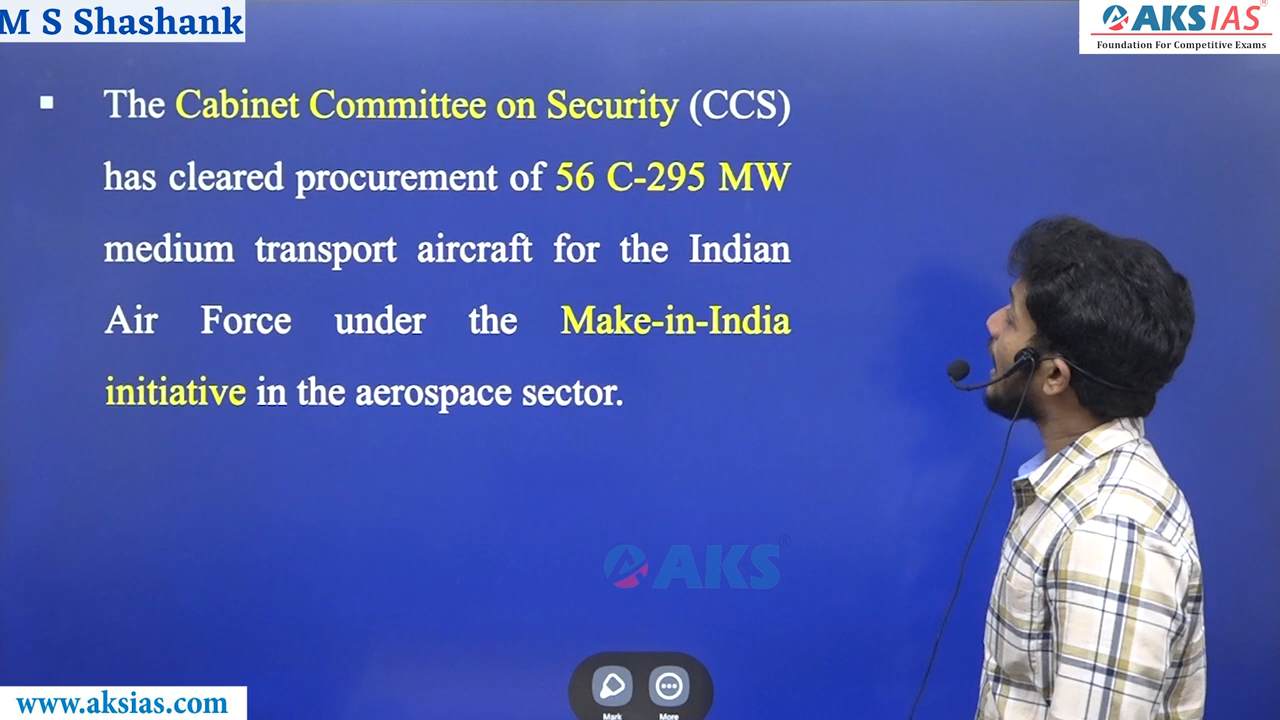 M S Shashank
AKS IAS®
Foundation For Competitive Exams
▪ The Cabinet Committee on Security (CCS)
has cleared procurement of 56 C-295 MW
medium transport aircraft for the Indian
Air Force under the Make-in-India
initiative in the aerospace sector.
AKS®
Mark More
www.aksias.com